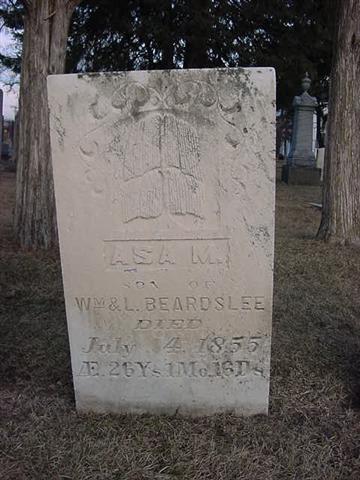 ASA M.
SON OF
WM & L. BEARDSLEE
DIED
July 4, 1855
Æ. 26 Ys 1 Mo. 16 Ds